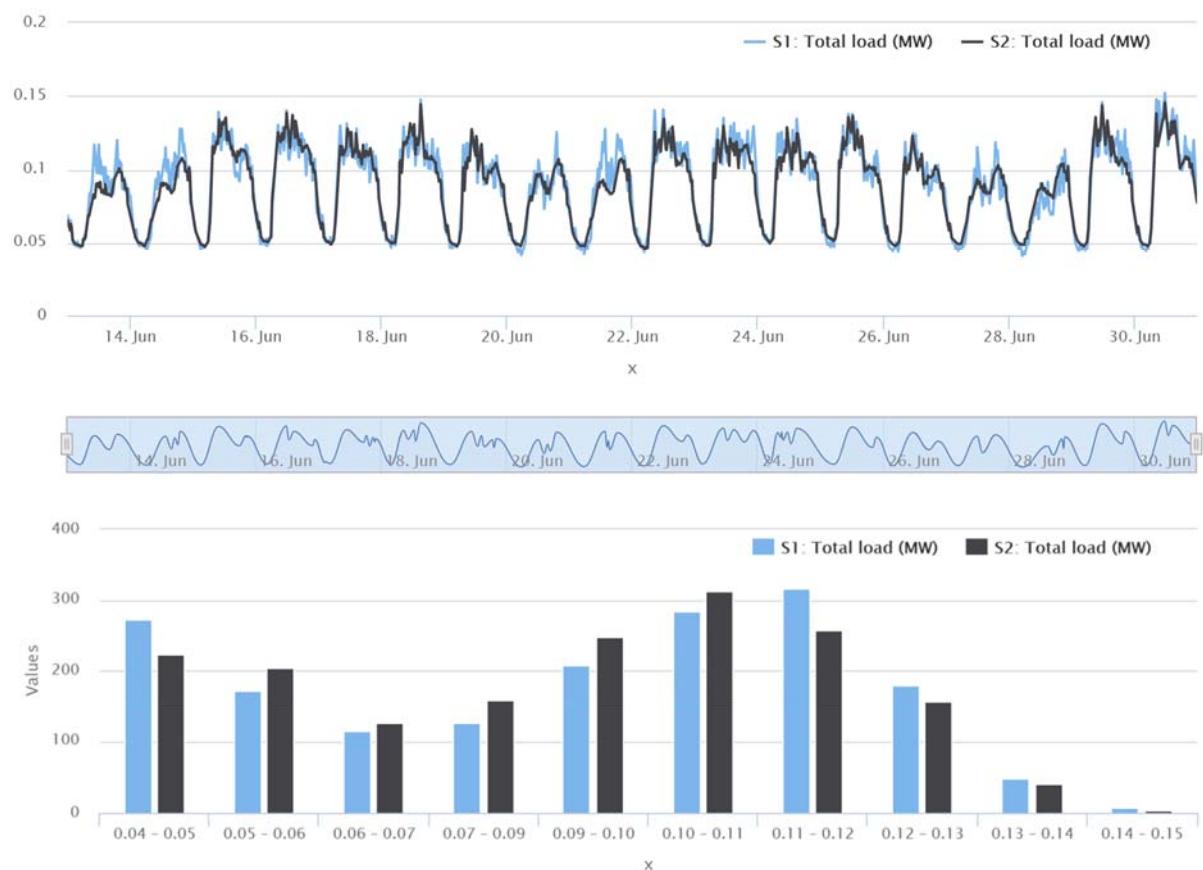 0.2
S1: Total load (MW) S2: Total load (MW)
0.15
0.1
0.05
0
14. Jun 16. Jun 18. Jun 20. Jun 22. Jun 24. Jun 26. Jun 28. Jun 30. Jun
x
14. Jun 16. Jun 18. Jun 20. Jun 22. Jun 24. Jun 26. Jun 28. Jun 30. Jun
400
S1: Total load (MW) S2: Total load (MW)
300
200
Values
100
0
0.04 - 0.05 0.05 - 0.06 0.06 - 0.07 0.07 - 0.09 0.09 - 0.10 0.10 - 0.11 0.11 - 0.12 0.12 - 0.13 0.13 - 0.14 0.14 - 0.15
x